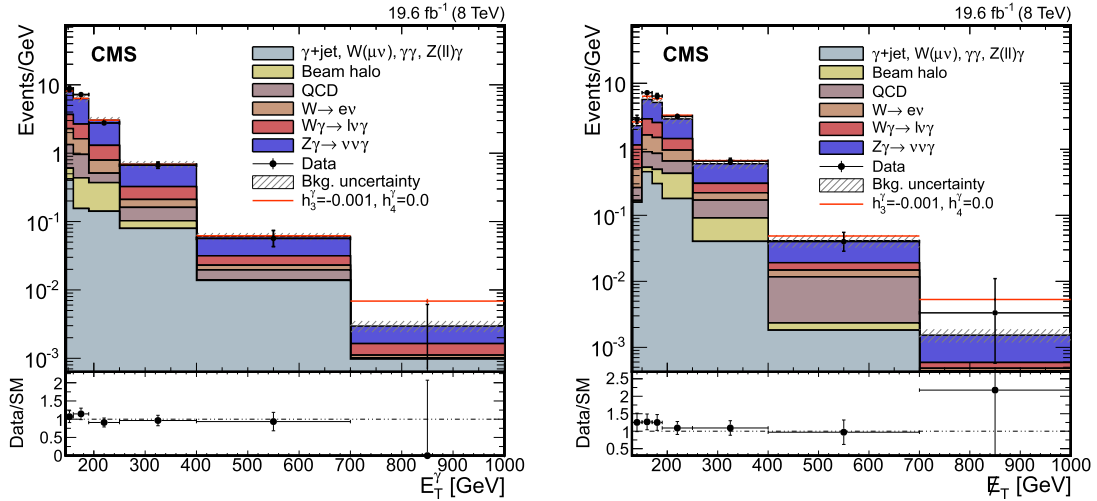 19.6 fb⁻¹ (8 TeV)
CMS
γ+jet, W(μν), γγ, Z(ll)γ
Beam halo
QCD
W→ eν
Wγ→ lνγ
Zγ→ ννγ
Data
Bkg. uncertainty
h₃^γ=-0.001, h₄^γ=0.0
Events/GeV
10
1
10⁻¹
10⁻²
10⁻³
Data/SM
2
1.5
1
0.5
0
200 300 400 500 600 700 800 900 1000
E_T^γ [GeV]
19.6 fb⁻¹ (8 TeV)
CMS
γ+jet, W(μν), γγ, Z(ll)γ
Beam halo
QCD
W→ eν
Wγ→ lνγ
Zγ→ ννγ
Data
Bkg. uncertainty
h₃^γ=-0.001, h₄^γ=0.0
Events/GeV
10
1
10⁻¹
10⁻²
10⁻³
Data/SM
2.5
2
1.5
1
0.5
200 300 400 500 600 700 800 900 1000
E̸_T [GeV]